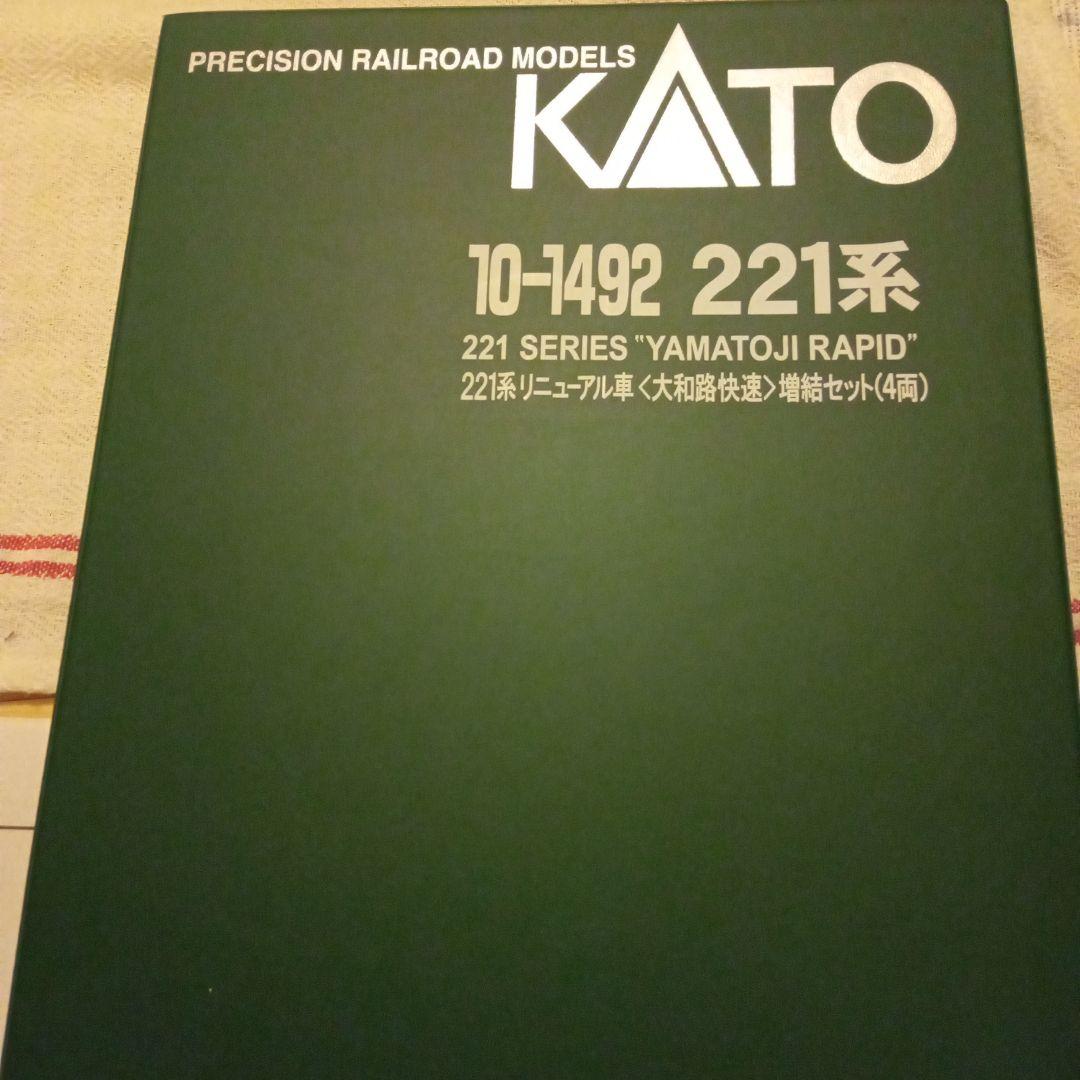 PRECISION RAILROAD MODELS
KATO
10-1492 221系
221 SERIES "YAMATOJI RAPID"
221系リニューアル車〈大和路快速〉増結セット(4両)